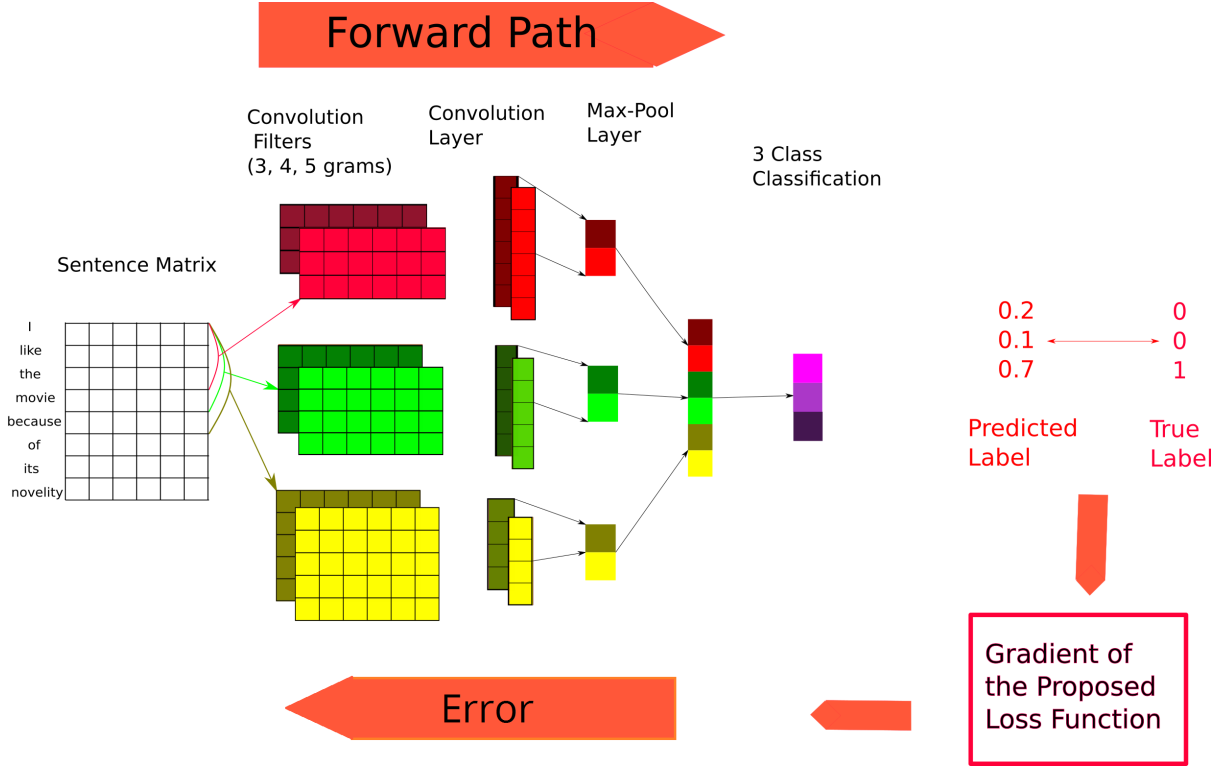 Forward Path
Convolution
Filters
(3, 4, 5 grams)
Convolution
Layer
Max-Pool
Layer
3 Class
Classification
Sentence Matrix
I
like
the
movie
because
of
its
novelity
0.2
0.1
0.7
0
0
1
Predicted
Label
True
Label
Gradient of
the Proposed
Loss Function
Error